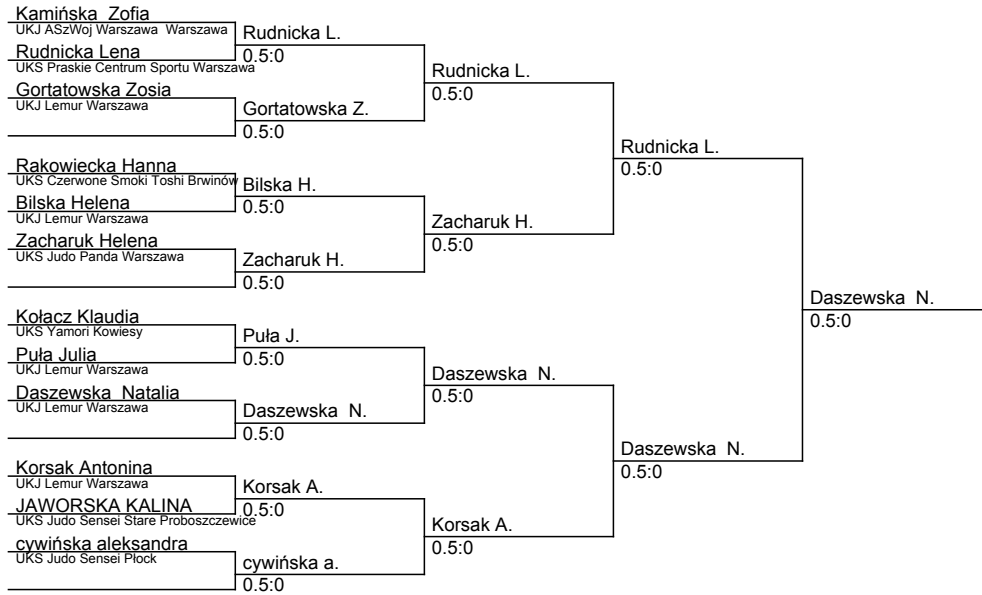 Kamińska  Zofia
UKJ ASzWoj Warszawa  Warszawa
Rudnicka Lena
UKS Praskie Centrum Sportu Warszawa
Gortatowska Zosia
UKJ Lemur Warszawa
Rakowiecka Hanna
UKS Czerwone Smoki Toshi Brwinów
Bilska Helena
UKJ Lemur Warszawa
Zacharuk Helena
UKS Judo Panda Warszawa
Kołacz Klaudia
UKS Yamori Kowiesy
Puła Julia
UKJ Lemur Warszawa
Daszewska  Natalia
UKJ Lemur Warszawa
Korsak Antonina
UKJ Lemur Warszawa
JAWORSKA KALINA
UKS Judo Sensei Stare Proboszczewice
cywińska aleksandra
UKS Judo Sensei Płock
Rudnicka L.
0.5:0
Gortatowska Z.
0.5:0
Bilska H.
0.5:0
Zacharuk H.
0.5:0
Puła J.
0.5:0
Daszewska  N.
0.5:0
Korsak A.
0.5:0
cywińska a.
0.5:0
Rudnicka L.
0.5:0
Zacharuk H.
0.5:0
Daszewska  N.
0.5:0
Korsak A.
0.5:0
Rudnicka L.
0.5:0
Daszewska  N.
0.5:0
Daszewska  N.
0.5:0